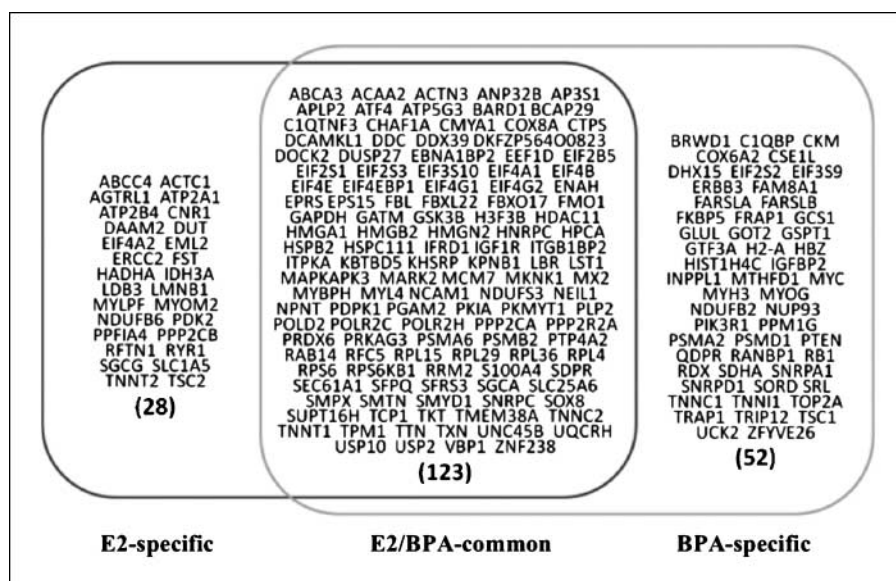 ABCC4 ACTC1
AGTRL1 ATP2A1
ATP2B4 CNR1
DAAM2 DUT
EIF4A2 EML2
ERCC2 FST
HADHA IDH3A
LDB3 LMNB1
MYLPF MYOM2
NDUFB6 PDK2
PPFIA4 PPP2CB
RFTN1 RYR1
SGCG SLC1A5
TNNT2 TSC2
(28)
ABCA3 ACAA2 ACTN3 ANP32B AP3S1
APLP2 ATF4 ATP5G3 BARD1 BCAP29
C1QTNF3 CHAF1A CMYA1 COX8A CTPS
DCAMKL1 DDC DDX39 DKFZP564O0823
DOCK2 DUSP27 EBNA1BP2 EEF1D EIF2B5
EIF2S1 EIF2S3 EIF3S10 EIF4A1 EIF4B
EIF4E EIF4EBP1 EIF4G1 EIF4G2 ENAH
EPRS EPS15 FBL FBXL22 FBXO17 FMO1
GAPDH GATM GSK3B H3F3B HDAC11
HMGA1 HMGB2 HMGN2 HNRPC HPCA
HSPB2 HSPC111 IFRD1 IGF1R ITGB1BP2
ITPKA KBTBD5 KHSRP KPNB1 LBR LST1
MAPKAPK3 MARK2 MCM7 MKNK1 MX2
MYBPH MYL4 NCAM1 NDUFS3 NEIL1
NPNT PDPK1 PGAM2 PKIA PKMYT1 PLP2
POLD2 POLR2C POLR2H PPP2CA PPP2R2A
PRDX6 PRKAG3 PSMA6 PSMB2 PTP4A2
RAB14 RFC5 RPL15 RPL29 RPL36 RPL4
RPS6 RPS6KB1 RRM2 S100A4 SDPR
SEC61A1 SFPQ SFRS3 SGCA SLC25A6
SMPX SMTN SMYD1 SNRPC SOX8
SUPT16H TCP1 TKT TMEM38A TNNC2
TNNT1 TPM1 TTN TXN UNC45B UQCRH
USP10 USP2 VBP1 ZNF238
(123)
BRWD1 C1QBP CKM
COX6A2 CSE1L
DHX15 EIF2S2 EIF3S9
ERBB3 FAM8A1
FARSLA FARSLB
FKBP5 FRAP1 GCS1
GLUL GOT2 GSPT1
GTF3A H2-A HBZ
HIST1H4C IGFBP2
INPPL1 MTHFD1 MYC
MYH3 MYOG
NDUFB2 NUP93
PIK3R1 PPM1G
PSMA2 PSMD1 PTEN
QDPR RANBP1 RB1
RDX SDHA SNRPA1
SNRPD1 SORD SRL
TNNC1 TNNI1 TOP2A
TRAP1 TRIP12 TSC1
UCK2 ZFYVE26
(52)
E2-specific
E2/BPA-common
BPA-specific